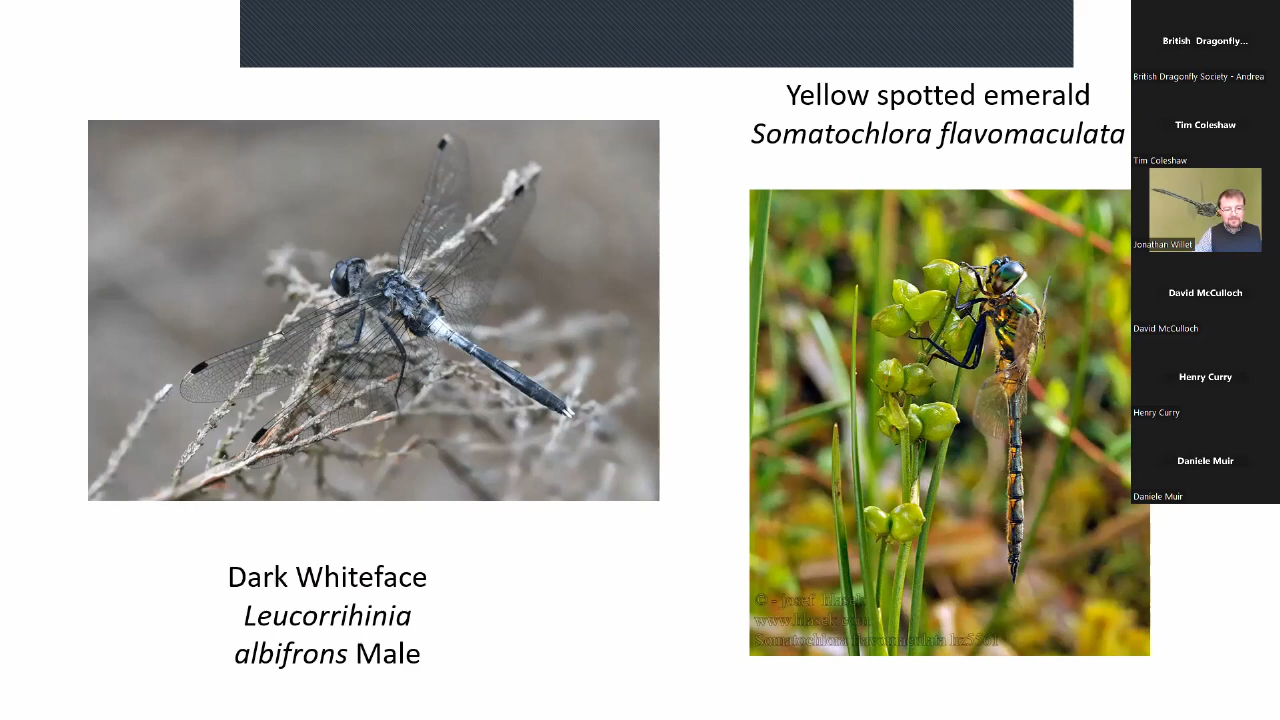 Yellow spotted emerald
Somatochlora flavomaculata
Dark Whiteface
Leucorrihinia
albifrons Male
© - josef hlasek
www.hlasek.com
Somatochlora flavomaculata
British Dragonfly...
British Dragonfly Society - Andrea
Tim Coleshaw
Tim Coleshaw
Jonathan Willet
David McCulloch
David McCulloch
Henry Curry
Henry Curry
Daniele Muir
Daniele Muir